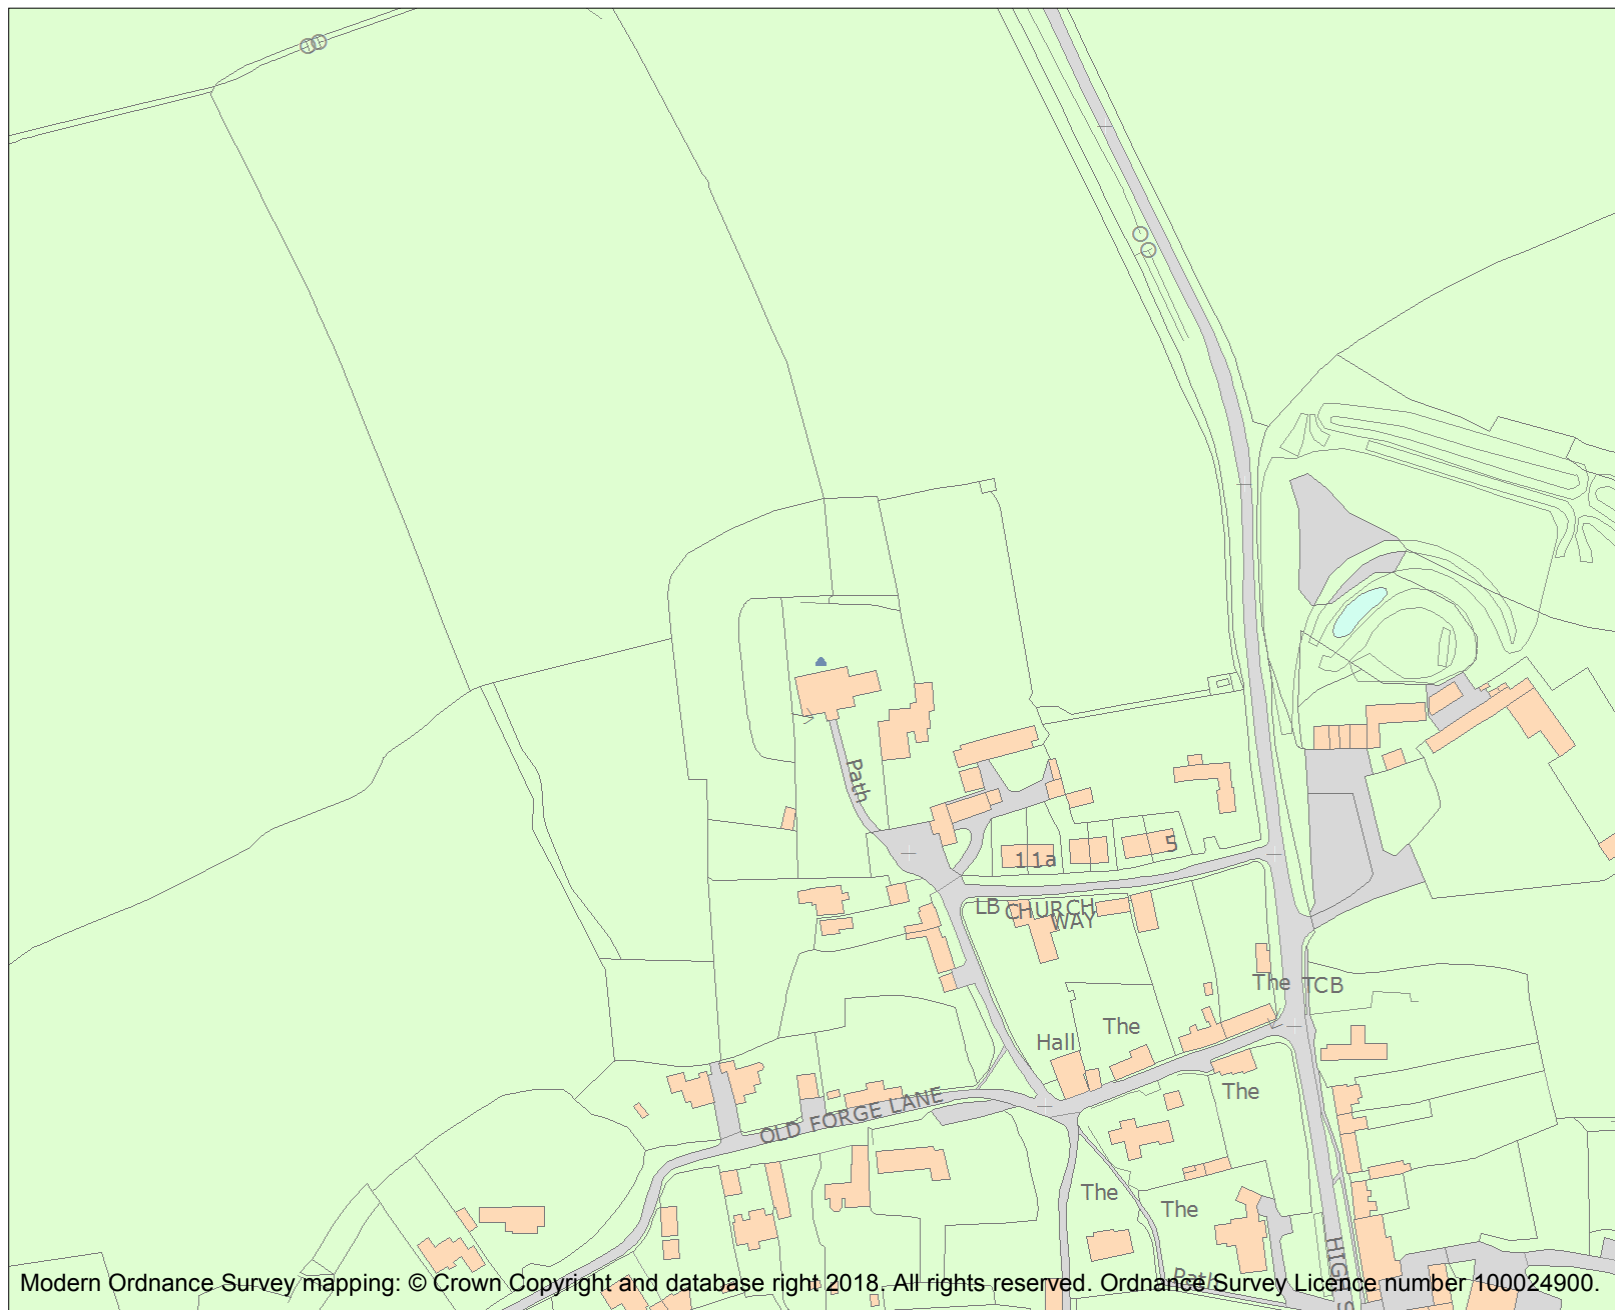 Path
11a
5
LB
CHURCH
WAY
The
TCB
The
Hall
The
OLD FORGE LANE
The
The
Path
Modern Ordnance Survey mapping: © Crown Copyright and database right 2018. All rights reserved. Ordnance Survey Licence number 100024900.